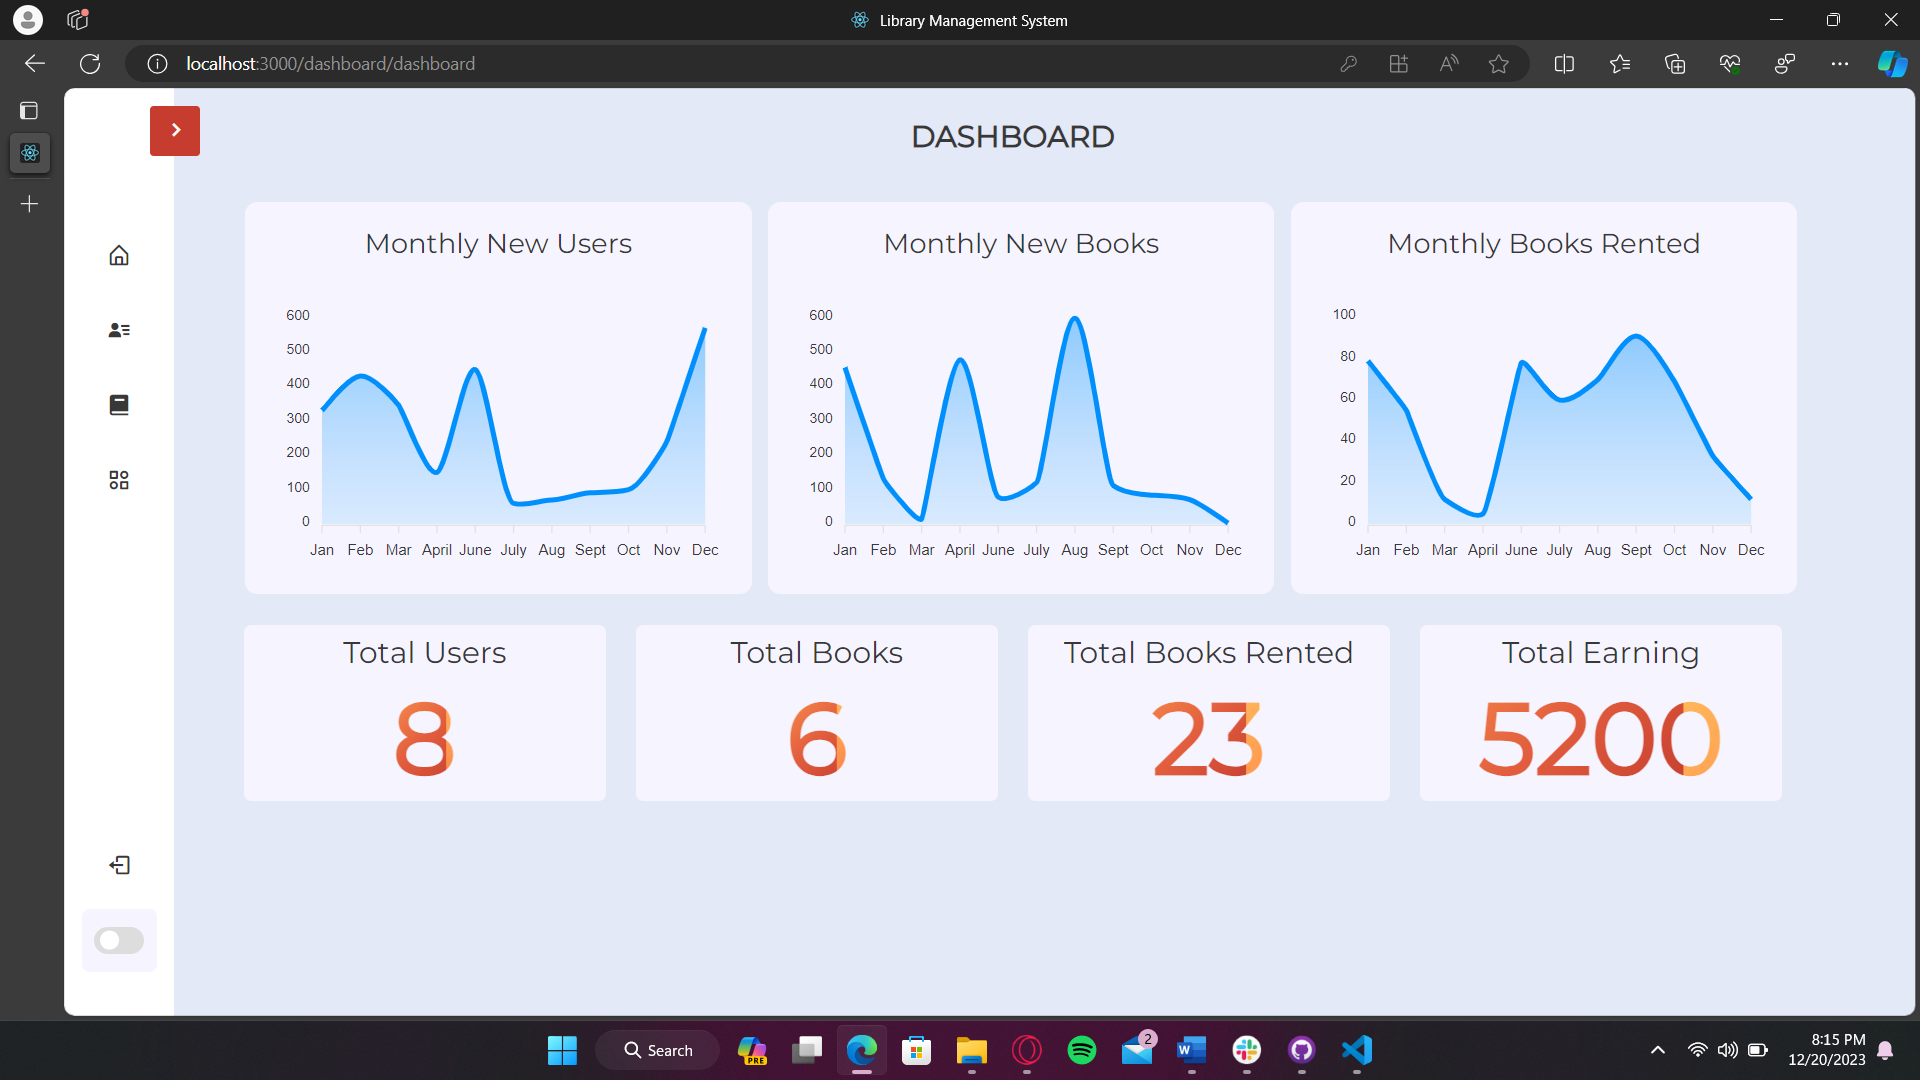 Library Management System
localhost:3000/dashboard/dashboard
DASHBOARD
Monthly New Users
600
500
400
300
200
100
0
Jan Feb Mar April June July Aug Sept Oct Nov Dec
Monthly New Books
600
500
400
300
200
100
0
Jan Feb Mar April June July Aug Sept Oct Nov Dec
Monthly Books Rented
100
80
60
40
20
0
Jan Feb Mar April June July Aug Sept Oct Nov Dec
Total Users
8
Total Books
6
Total Books Rented
23
Total Earning
5200
Search
PRE
2
8:15 PM
12/20/2023